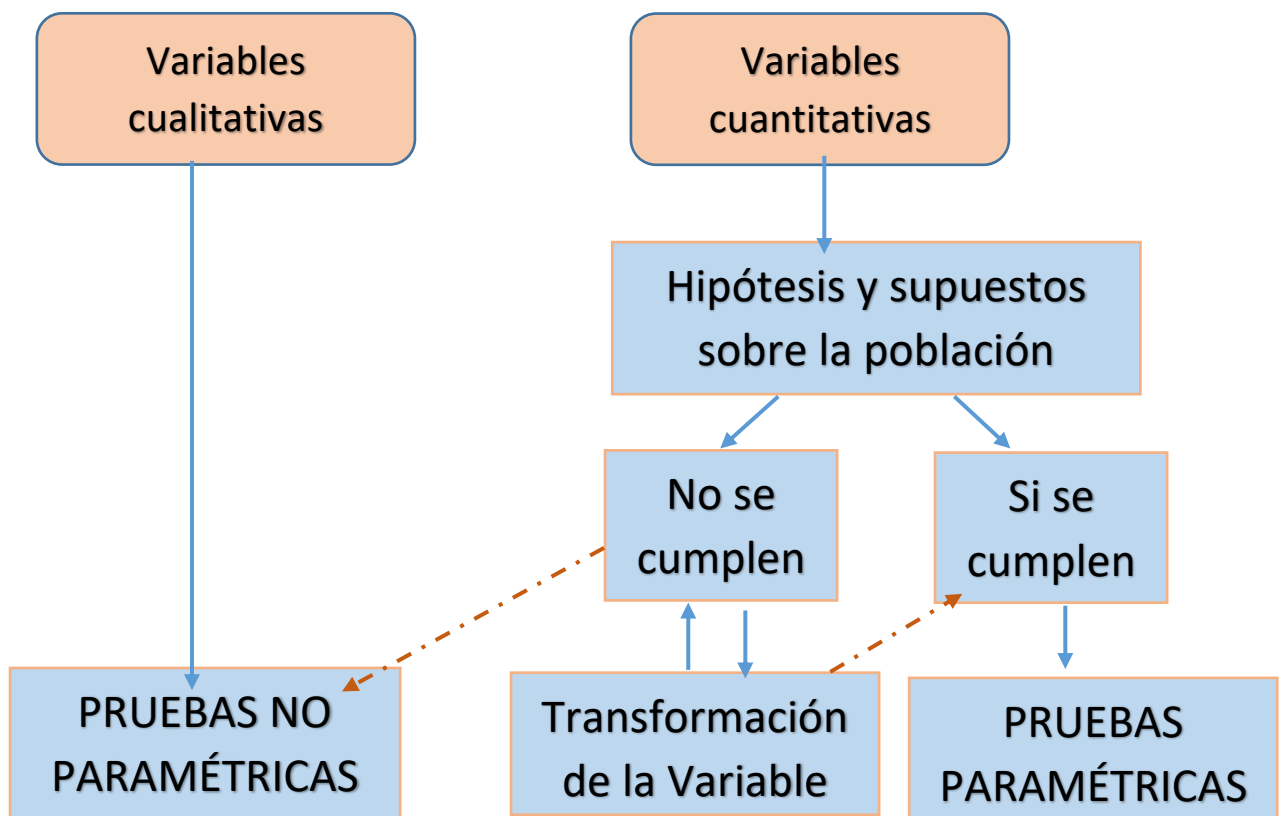 Variables
cualitativas
Variables
cuantitativas
Hipótesis y supuestos
sobre la población
No se
cumplen
Si se
cumplen
PRUEBAS NO
PARAMÉTRICAS
Transformación
de la Variable
PRUEBAS
PARAMÉTRICAS